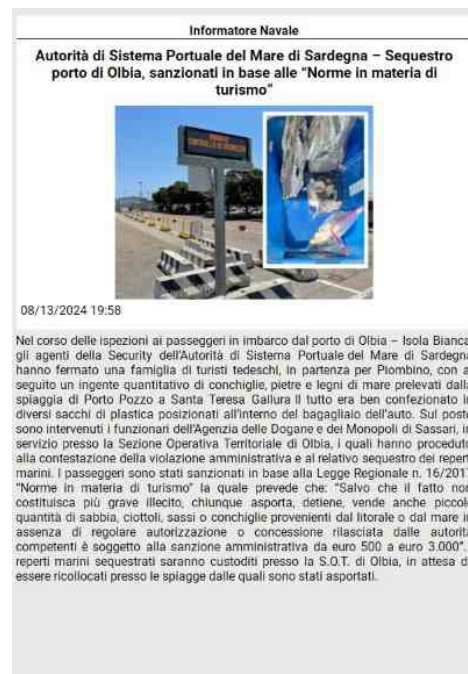 Informatore Navale
Autorità di Sistema Portuale del Mare di Sardegna – Sequestro
porto di Olbia, sanzionati in base alle “Norme in materia di
turismo”
CONTROLLI DI SICUREZZA
08/13/2024 19:58
Nel corso delle ispezioni ai passeggeri in imbarco dal porto di Olbia – Isola Bianca
gli agenti della Security dell’Autorità di Sistema Portuale del Mare di Sardegna
hanno fermato una famiglia di turisti tedeschi, in partenza per Piombino, con a
seguito un ingente quantitativo di conchiglie, pietre e legni di mare prelevati dall
spiaggia di Porto Pozzo a Santa Teresa Gallura Il tutto era ben confezionato i
diversi sacchi di plastica posizionati all’interno del bagagliaio dell’auto. Sul post
sono intervenuti i funzionari dell’Agenzia delle Dogane e dei Monopoli di Sassari, i
servizio presso la Sezione Operativa Territoriale di Olbia, i quali hanno procedut
alla contestazione della violazione amministrativa e al relativo sequestro dei repert
marini. I passeggeri sono stati sanzionati in base alla Legge Regionale n. 16/201
“Norme in materia di turismo” la quale prevede che: “Salvo che il fatto no
costituisca più grave illecito, chiunque asporta, detiene, vende anche piccol
quantità di sabbia, ciottoli, sassi o conchiglie provenienti dal litorale o dal mare i
assenza di regolare autorizzazione o concessione rilasciata dalle autorit
competenti è soggetto alla sanzione amministrativa da euro 500 a euro 3.000”.
reperti marini sequestrati saranno custoditi presso la S.O.T. di Olbia, in attesa d
essere ricollocati presso le spiagge dalle quali sono stati asportati.